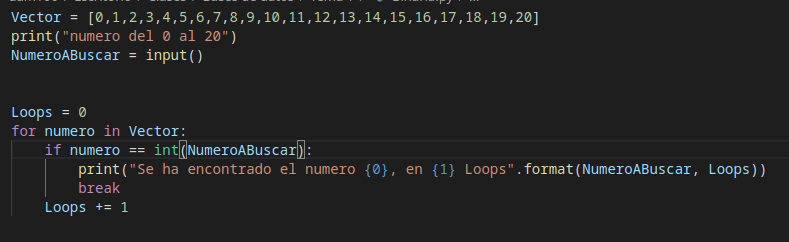 Vector = [0,1,2,3,4,5,6,7,8,9,10,11,12,13,14,15,16,17,18,19,20]
print("numero del 0 al 20")
NumeroABuscar = input()
Loops = 0
for numero in Vector:
    if numero == int(NumeroABuscar):
        print("Se ha encontrado el numero {0}, en {1} Loops".format(NumeroABuscar, Loops))
        break
    Loops += 1